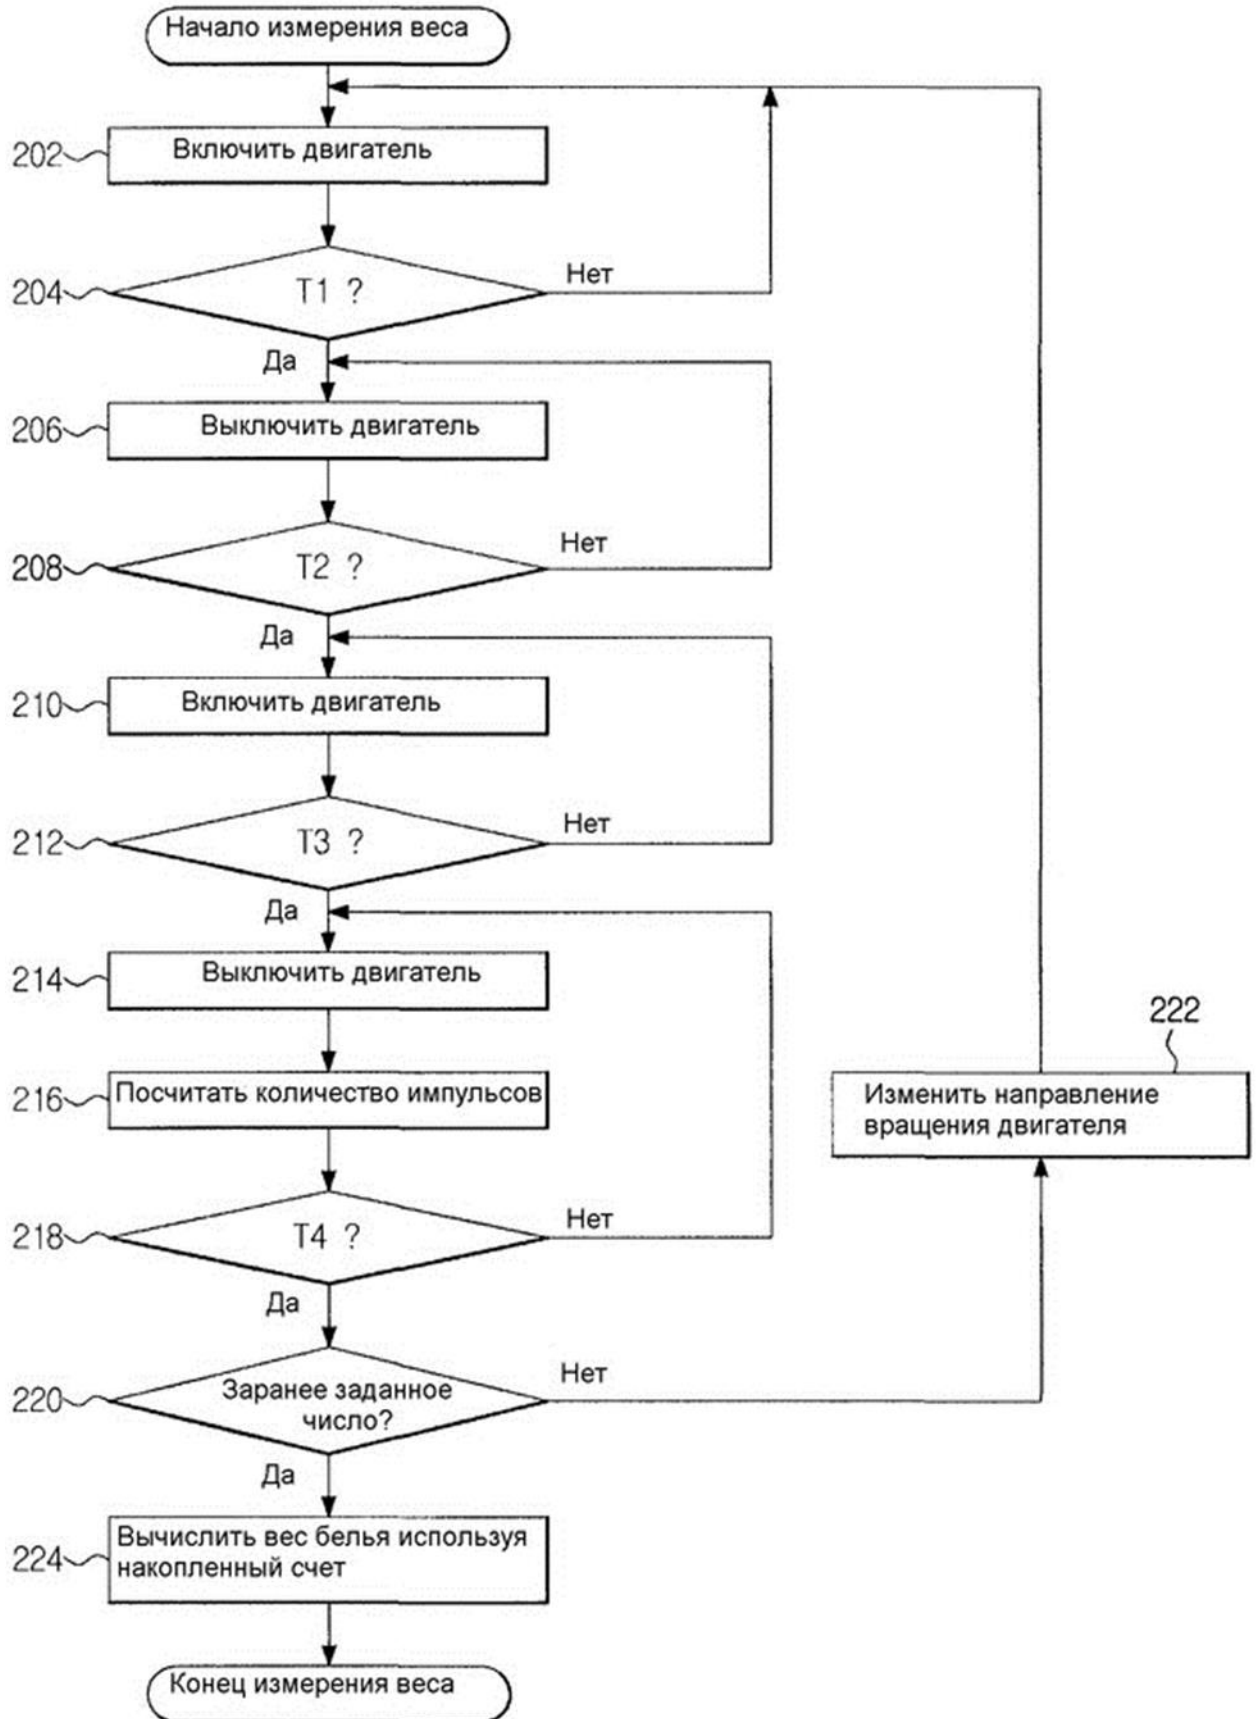 Начало измерения веса
202
Включить двигатель
204
T1 ?
Нет
Да
206
Выключить двигатель
208
T2 ?
Нет
Да
210
Включить двигатель
212
T3 ?
Нет
Да
214
Выключить двигатель
216
Посчитать количество импульсов
222
Изменить направление
вращения двигателя
218
T4 ?
Нет
Да
220
Заранее заданное
число?
Нет
Да
224
Вычислить вес белья используя
накопленный счет
Конец измерения веса